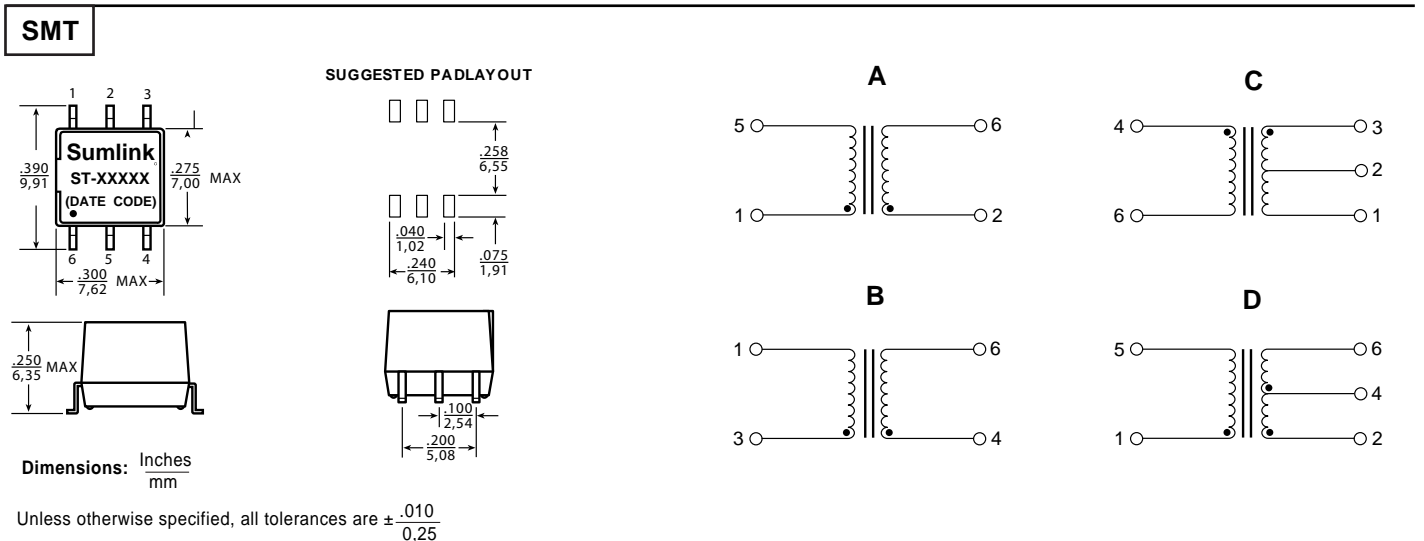 SMT
SUGGESTED PADLAYOUT
1 2 3
Sumlink
ST-XXXXX
(DATE CODE)
6 5 4
.390
9,91
.275
7,00 MAX
.300
7,62 MAX
.258
6,55
.040
1,02
.240
6,10
.075
1,91
.250
6,35 MAX
.100
2,54
.200
5,08
Dimensions: Inches
mm
Unless otherwise specified, all tolerances are ± .010
0,25
A
5 6
1 2
B
1 6
3 4
C
4 3
2
6 1
D
5 6
4
1 2